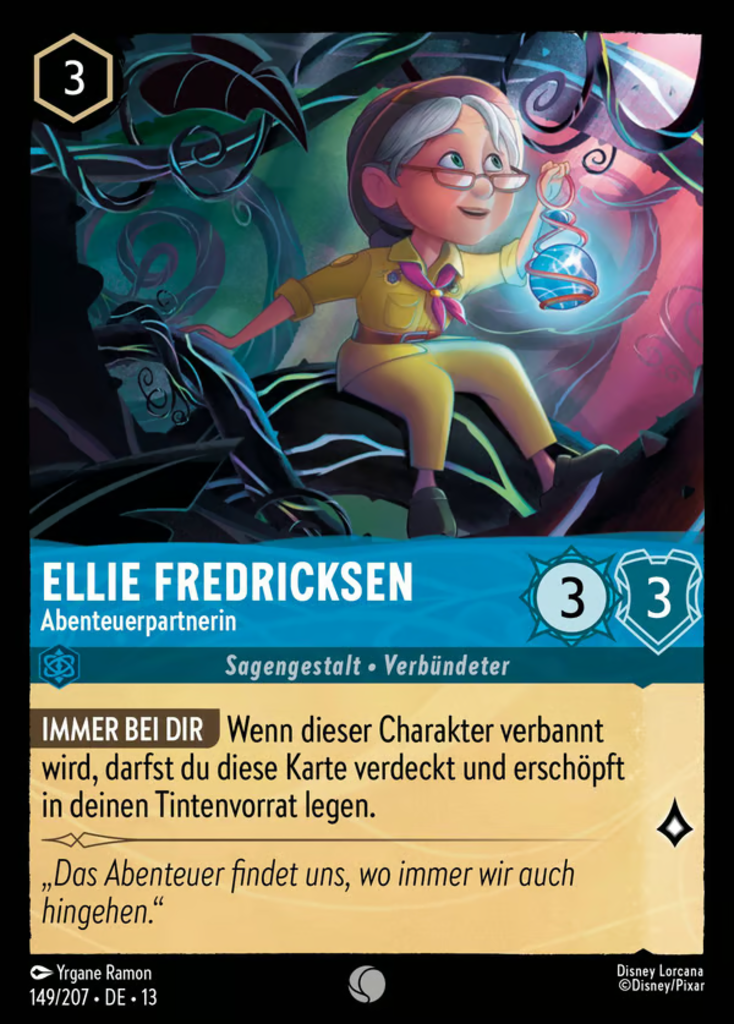 3
ELLIE FREDRICKSEN
Abenteuerpartnerin
3
3
Sagengestalt • Verbündeter
IMMER BEI DIR Wenn dieser Charakter verbannt
wird, darfst du diese Karte verdeckt und erschöpft
in deinen Tintenvorrat legen.
„Das Abenteuer findet uns, wo immer wir auch
hingehen.“
Yrgane Ramon
149/207 • DE • 13
Disney Lorcana
©Disney/Pixar